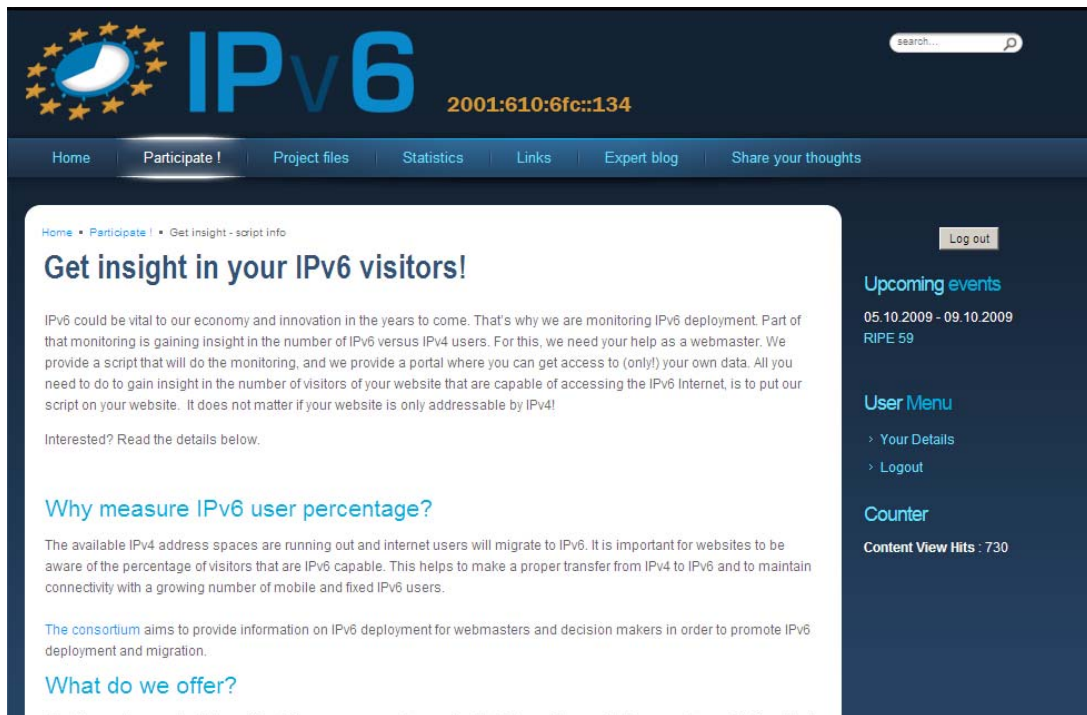 IPv6
2001:610:6fc::134
search...
Home
Participate !
Project files
Statistics
Links
Expert blog
Share your thoughts
Home ▪ Participate ! ▪ Get insight - script info
Get insight in your IPv6 visitors!
IPv6 could be vital to our economy and innovation in the years to come. That's why we are monitoring IPv6 deployment. Part of
that monitoring is gaining insight in the number of IPv6 versus IPv4 users. For this, we need your help as a webmaster. We
provide a script that will do the monitoring, and we provide a portal where you can get access to (only!) your own data. All you
need to do to gain insight in the number of visitors of your website that are capable of accessing the IPv6 Internet, is to put our
script on your website. It does not matter if your website is only addressable by IPv4!
Interested? Read the details below.
Why measure IPv6 user percentage?
The available IPv4 address spaces are running out and internet users will migrate to IPv6. It is important for websites to be
aware of the percentage of visitors that are IPv6 capable. This helps to make a proper transfer from IPv4 to IPv6 and to maintain
connectivity with a growing number of mobile and fixed IPv6 users.
The consortium aims to provide information on IPv6 deployment for webmasters and decision makers in order to promote IPv6
deployment and migration.
What do we offer?
Log out
Upcoming events
05.10.2009 - 09.10.2009
RIPE 59
User Menu
› Your Details
› Logout
Counter
Content View Hits : 730